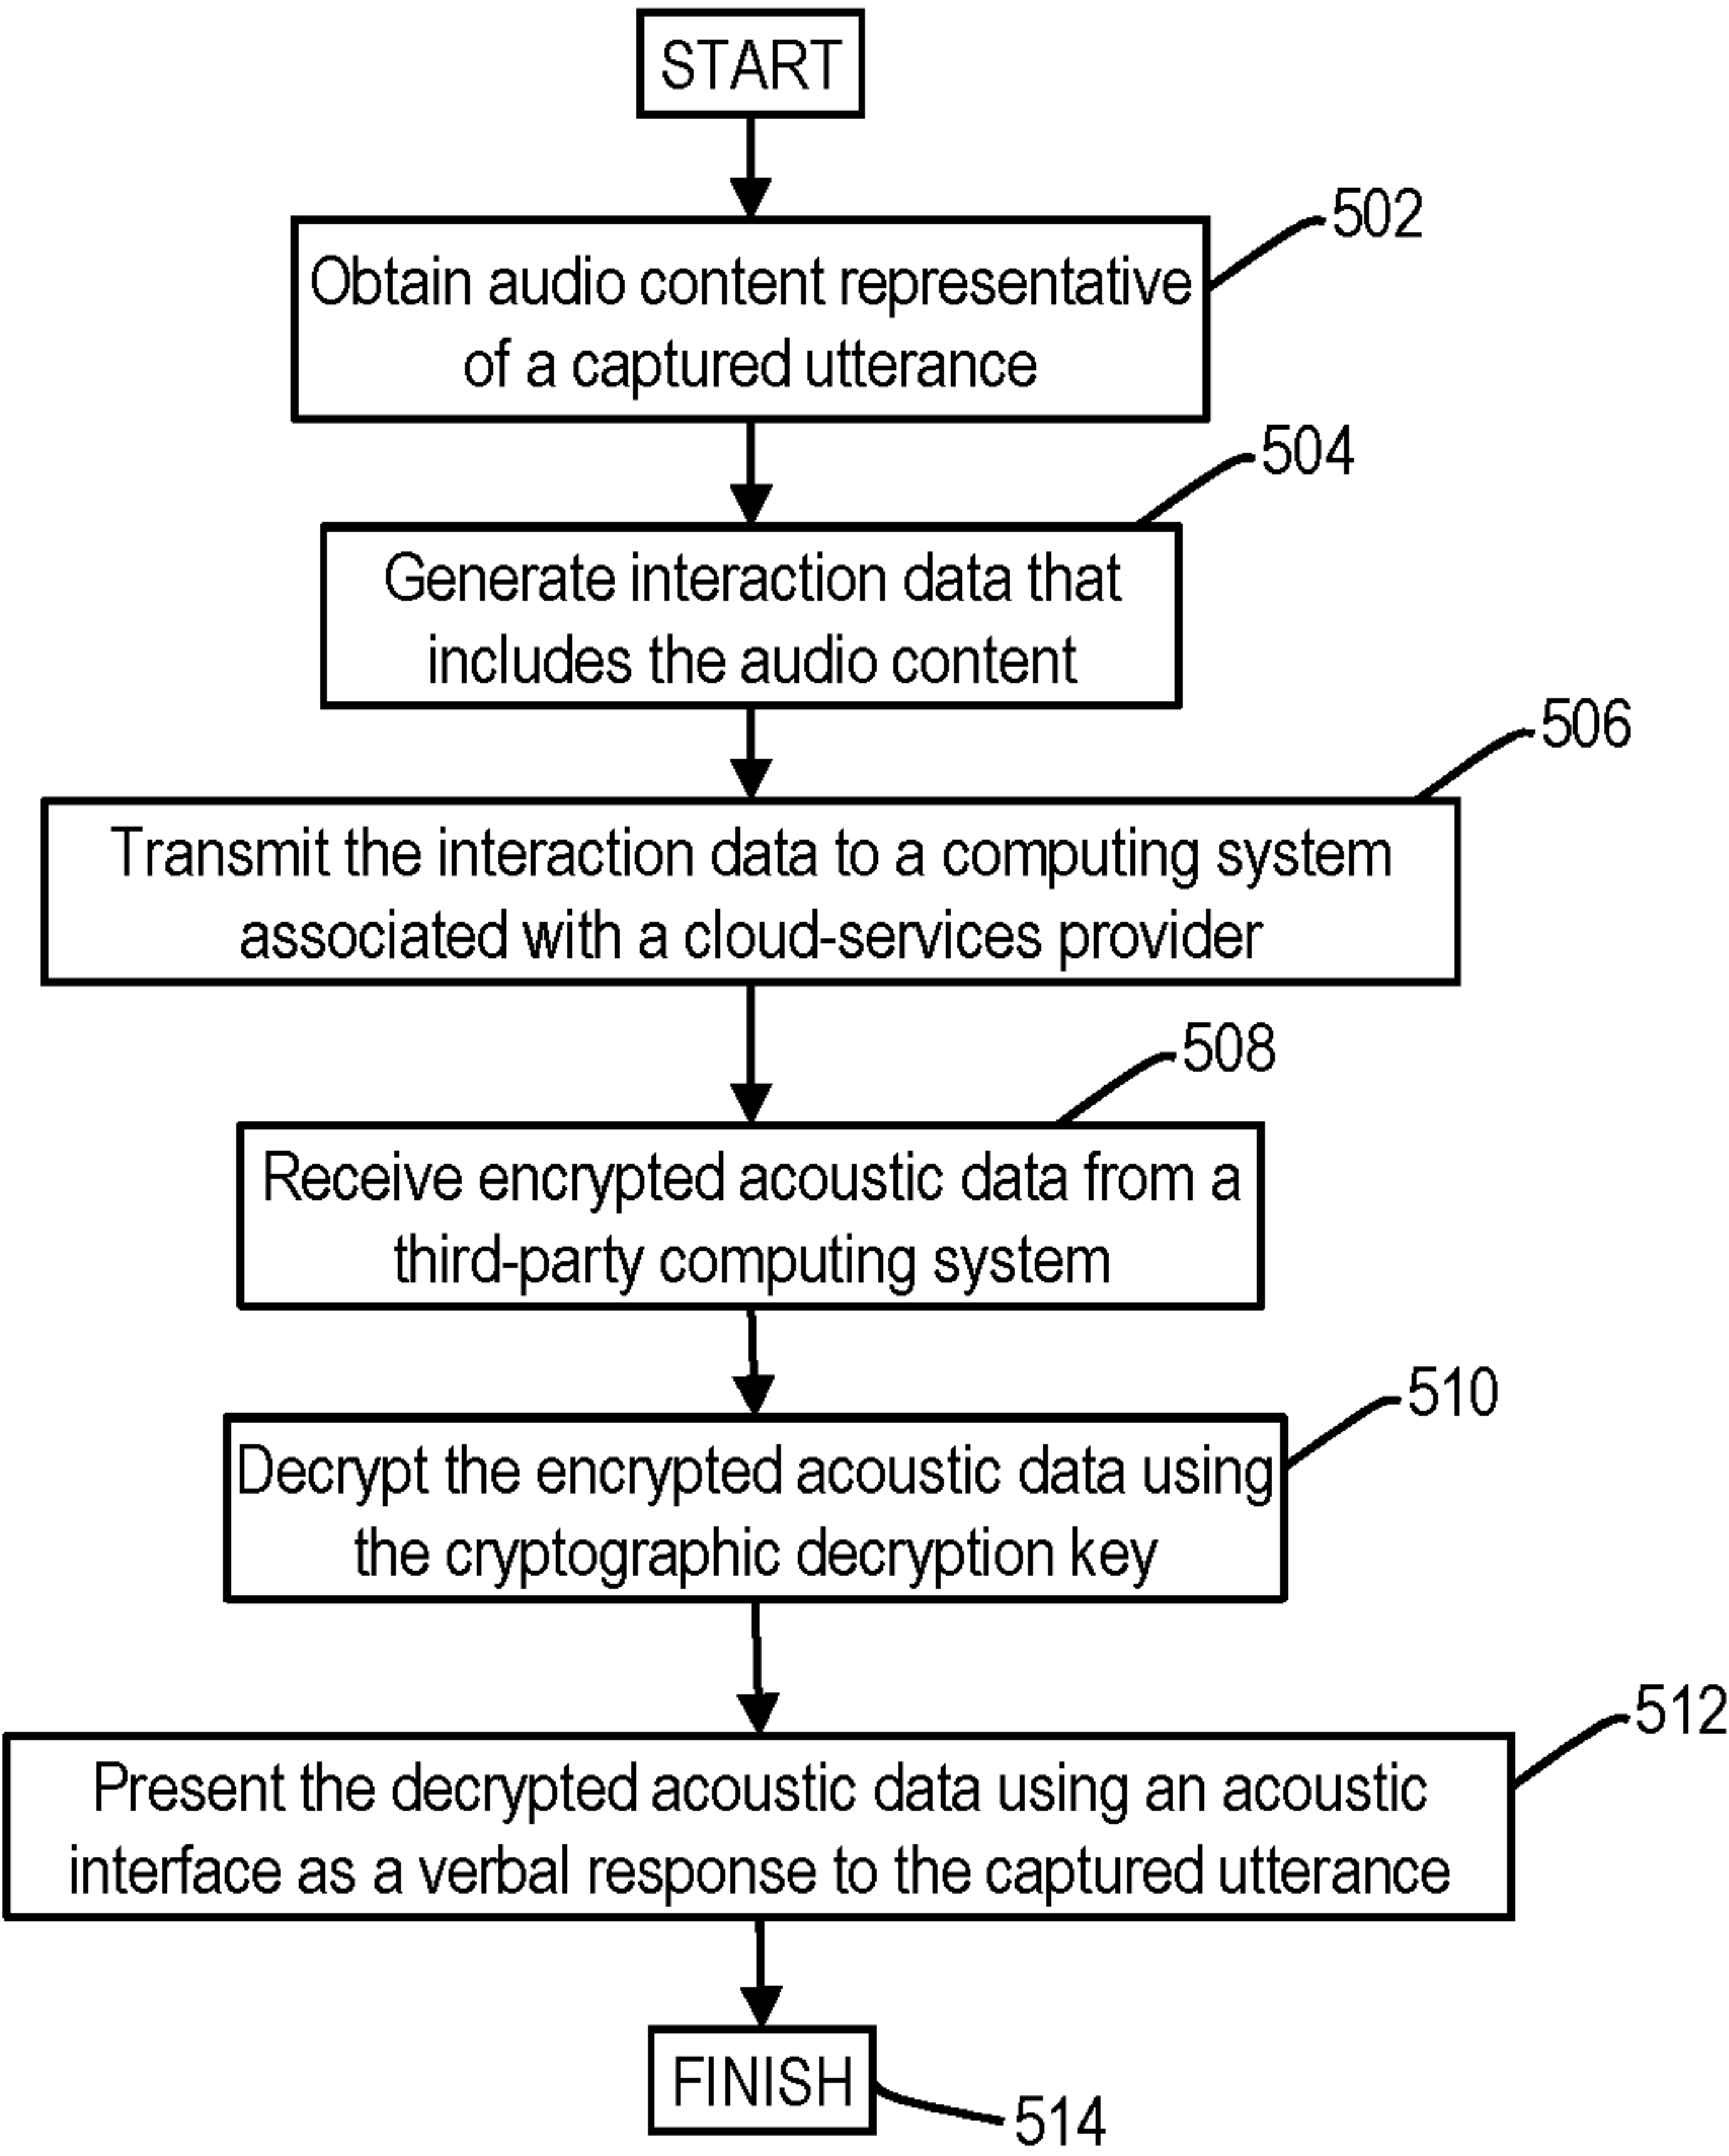 START
502
Obtain audio content representative
of a captured utterance
504
Generate interaction data that
includes the audio content
506
Transmit the interaction data to a computing system
associated with a cloud-services provider
508
Receive encrypted acoustic data from a
third-party computing system
510
Decrypt the encrypted acoustic data using
the cryptographic decryption key
512
Present the decrypted acoustic data using an acoustic
interface as a verbal response to the captured utterance
FINISH
514